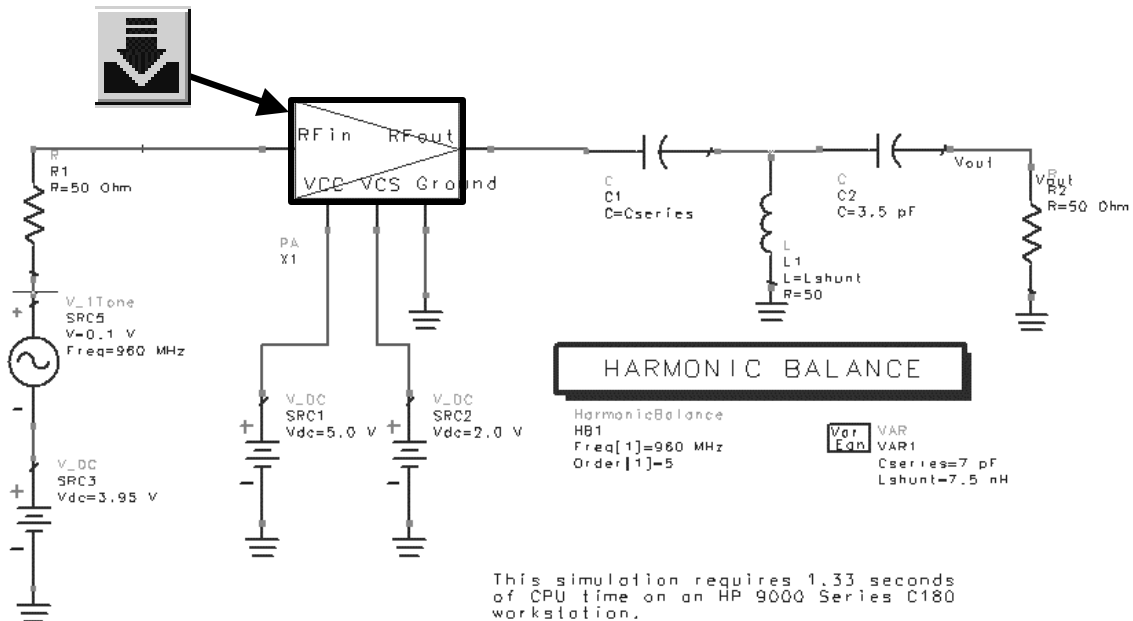 RFin RFout
VCC VCS Ground
R
R1
R=50 Ohm
PA
X1
C
C1
C=Cseries
C
C2
C=3.5 pF
Vout
Vout
R
R2
R=50 Ohm
L
L1
L=Lshunt
R=50
V_1Tone
SRC5
V=0.1 V
Freq=960 MHz
+
-
V_DC
SRC3
Vdc=3.95 V
+
-
V_DC
SRC1
Vdc=5.0 V
+
-
V_DC
SRC2
Vdc=2.0 V
+
-
HARMONIC BALANCE
HarmonicBalance
HB1
Freq[1]=960 MHz
Order[1]=5
Var
Eqn
VAR
VAR1
Cseries=7 pF
Lshunt=7.5 nH
This simulation requires 1.33 seconds
of CPU time on an HP 9000 Series C180
workstation.